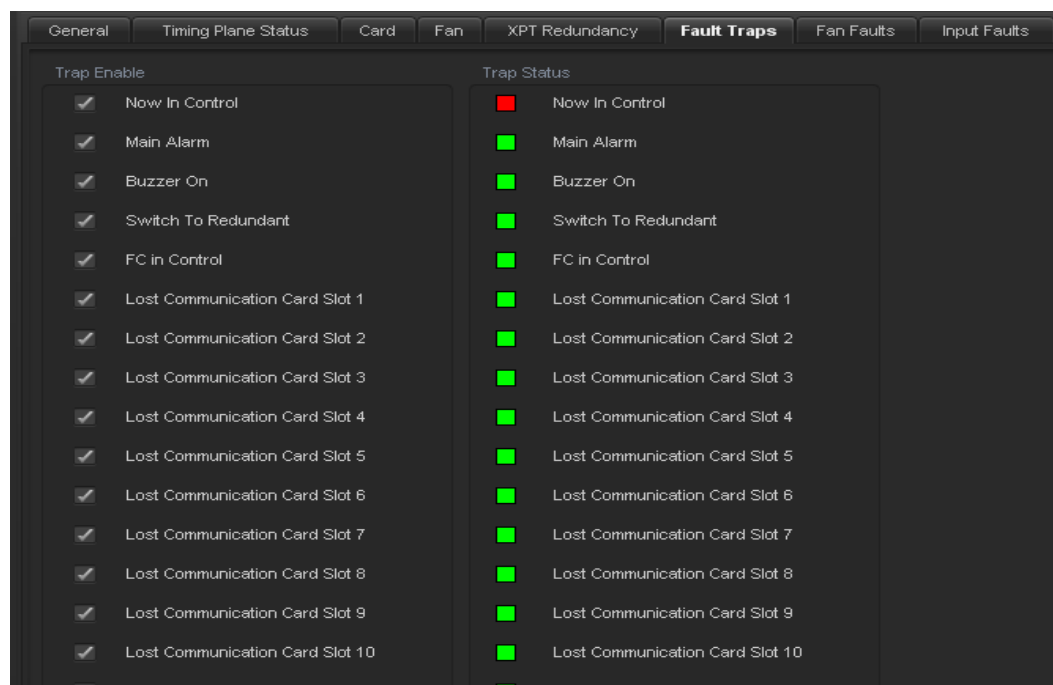 General Timing Plane Status Card Fan XPT Redundancy Fault Traps Fan Faults Input Faults
Trap Enable Trap Status
Now In Control Now In Control
Main Alarm Main Alarm
Buzzer On Buzzer On
Switch To Redundant Switch To Redundant
FC in Control FC in Control
Lost Communication Card Slot 1 Lost Communication Card Slot 1
Lost Communication Card Slot 2 Lost Communication Card Slot 2
Lost Communication Card Slot 3 Lost Communication Card Slot 3
Lost Communication Card Slot 4 Lost Communication Card Slot 4
Lost Communication Card Slot 5 Lost Communication Card Slot 5
Lost Communication Card Slot 6 Lost Communication Card Slot 6
Lost Communication Card Slot 7 Lost Communication Card Slot 7
Lost Communication Card Slot 8 Lost Communication Card Slot 8
Lost Communication Card Slot 9 Lost Communication Card Slot 9
Lost Communication Card Slot 10 Lost Communication Card Slot 10